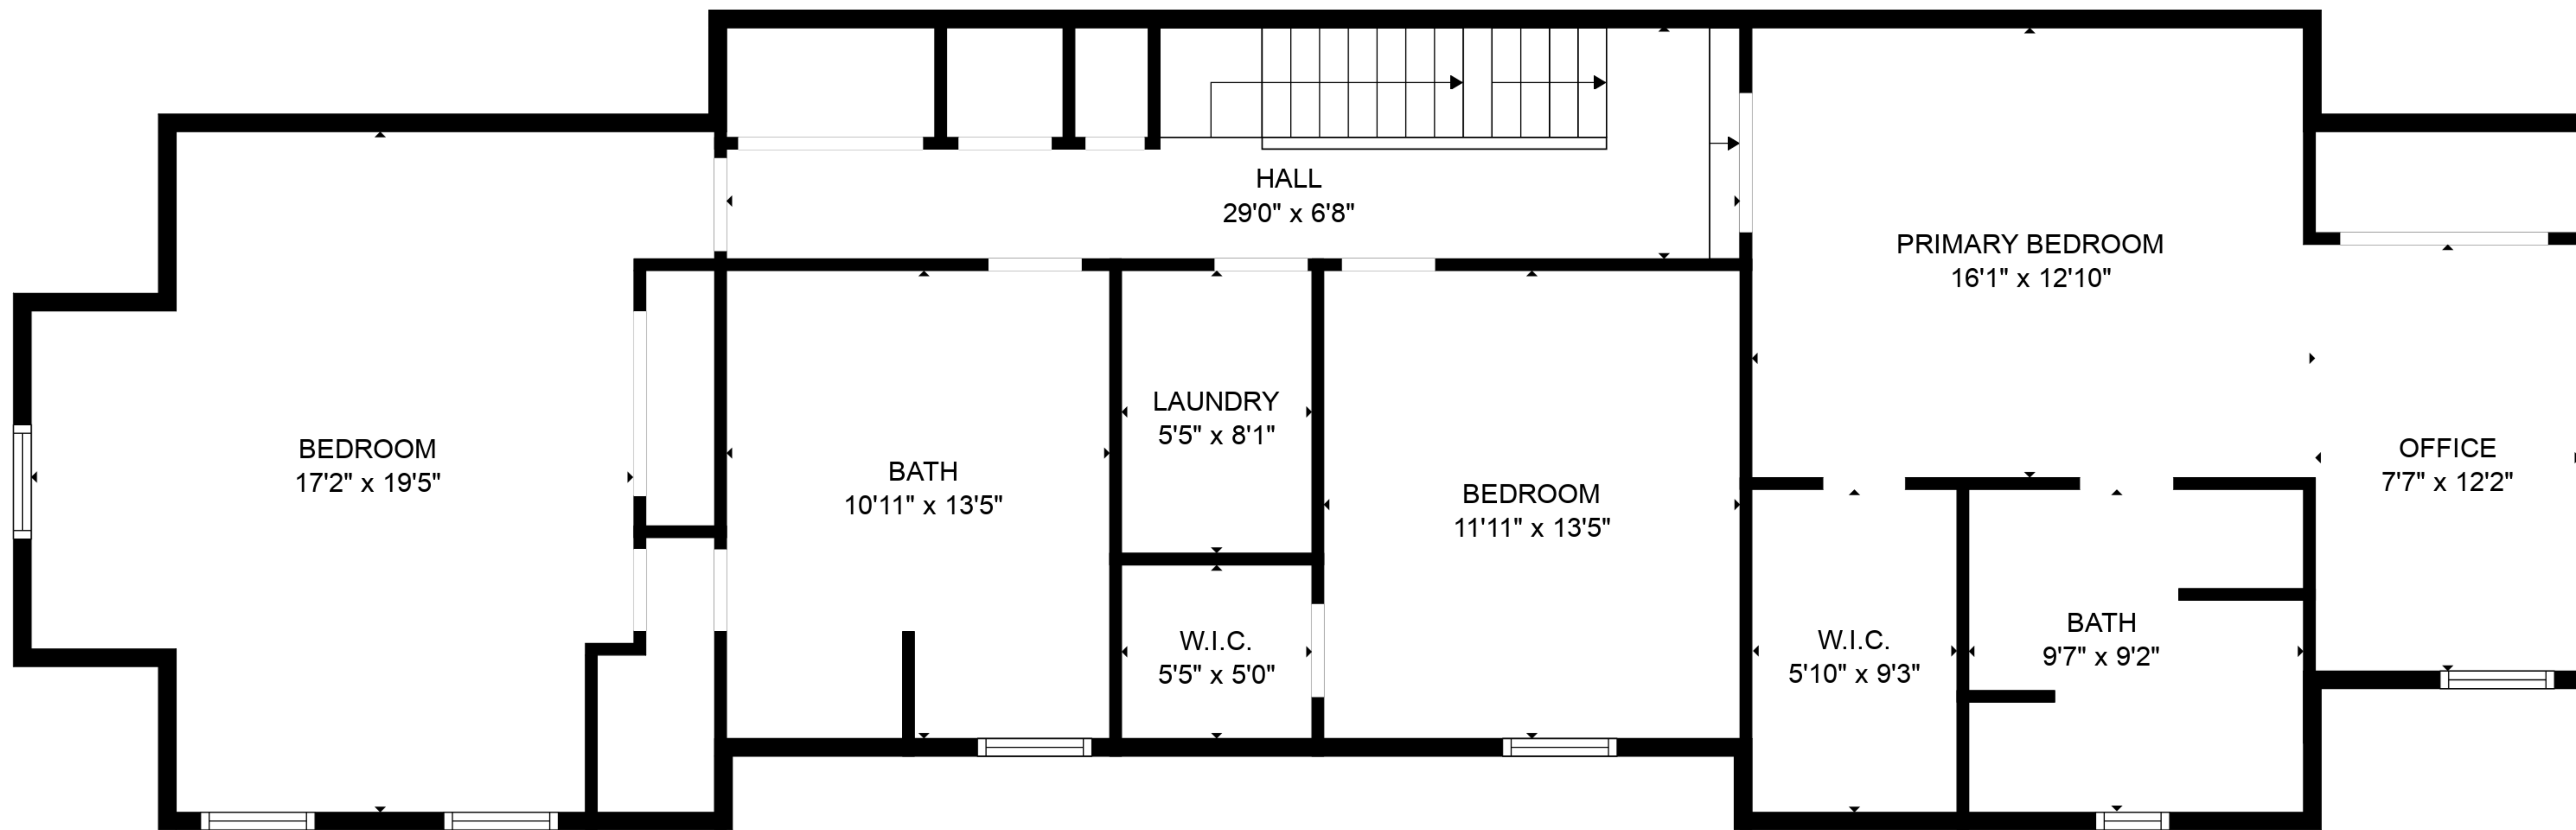 HALL
29'0" x 6'8"
PRIMARY BEDROOM
16'1" x 12'10"
BEDROOM
17'2" x 19'5"
BATH
10'11" x 13'5"
LAUNDRY
5'5" x 8'1"
BEDROOM
11'11" x 13'5"
OFFICE
7'7" x 12'2"
W.I.C.
5'5" x 5'0"
W.I.C.
5'10" x 9'3"
BATH
9'7" x 9'2"